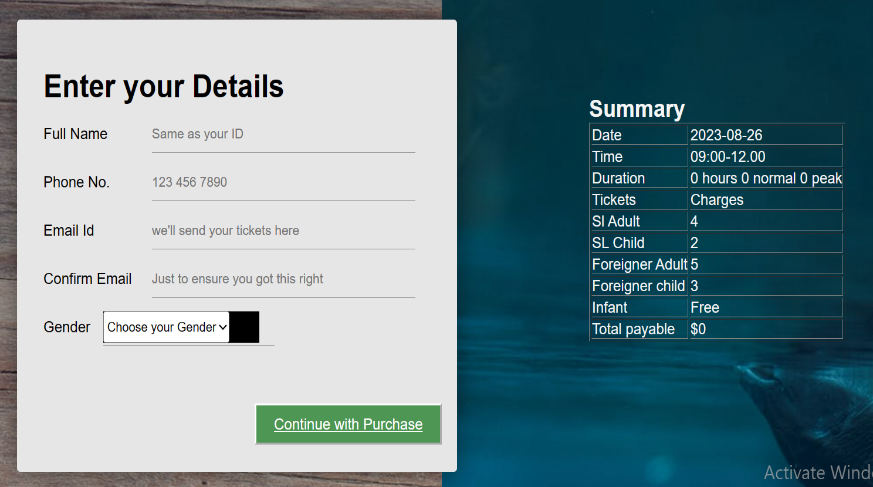 Enter your Details
Full Name Same as your ID
Phone No. 123 456 7890
Email Id we'll send your tickets here
Confirm Email Just to ensure you got this right
Gender Choose your Gender
Continue with Purchase
Summary
Date 2023-08-26
Time 09:00-12.00
Duration 0 hours 0 normal 0 peak
Tickets Charges
Sl Adult 4
SL Child 2
Foreigner Adult 5
Foreigner child 3
Infant Free
Total payable $0
Activate Windo